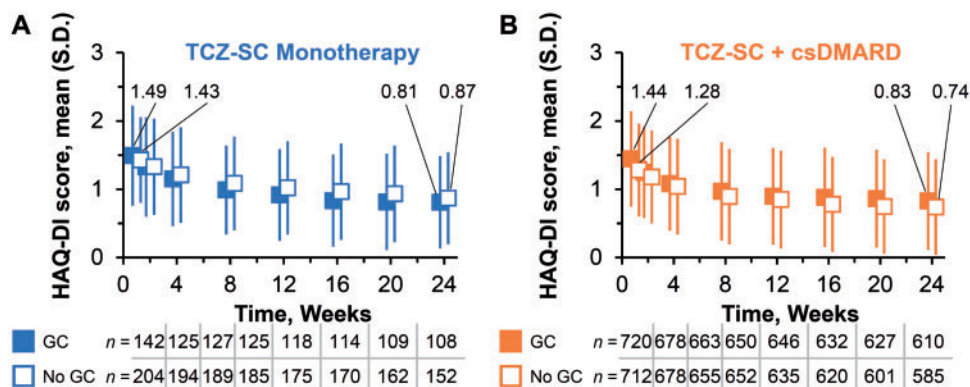 A
TCZ-SC Monotherapy
HAQ-DI score, mean (S.D.)
3
2
1
0
1.49 1.43 0.81 0.87
0 4 8 12 16 20 24
Time, Weeks
GC n = 142 125 127 125 118 114 109 108
No GC n = 204 194 189 185 175 170 162 152
B
TCZ-SC + csDMARD
HAQ-DI score, mean (S.D.)
3
2
1
0
1.44 1.28 0.83 0.74
0 4 8 12 16 20 24
Time, Weeks
GC n = 720 678 663 650 646 632 627 610
No GC n = 712 678 655 652 635 620 601 585